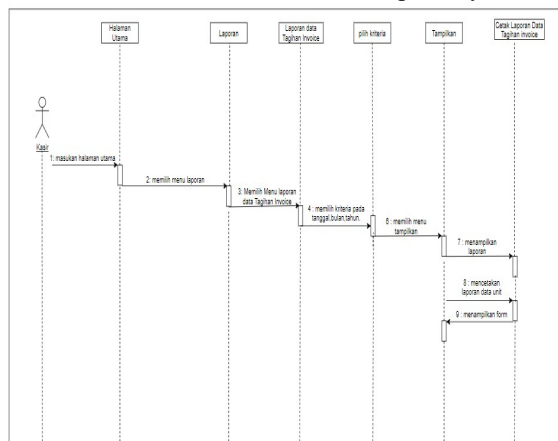 Halaman
Utama
Laporan
Laporan data
Tagihan Invoice
pilih kriteria
Tampilkan
Cetak Laporan Data
Tagihan invoice
Kasir
1: masukan halaman utama
2: memilih menu laporan
3: Memilih Menu laporan
data Tagihan Invoice
4 : memilih kriteria pada
tanggal,bulan,tahun.
6 : memilih menu
tampilkan
7 : menampilkan
laporan
8 : mencetakan
laporan data unit
9 : menampilkan form